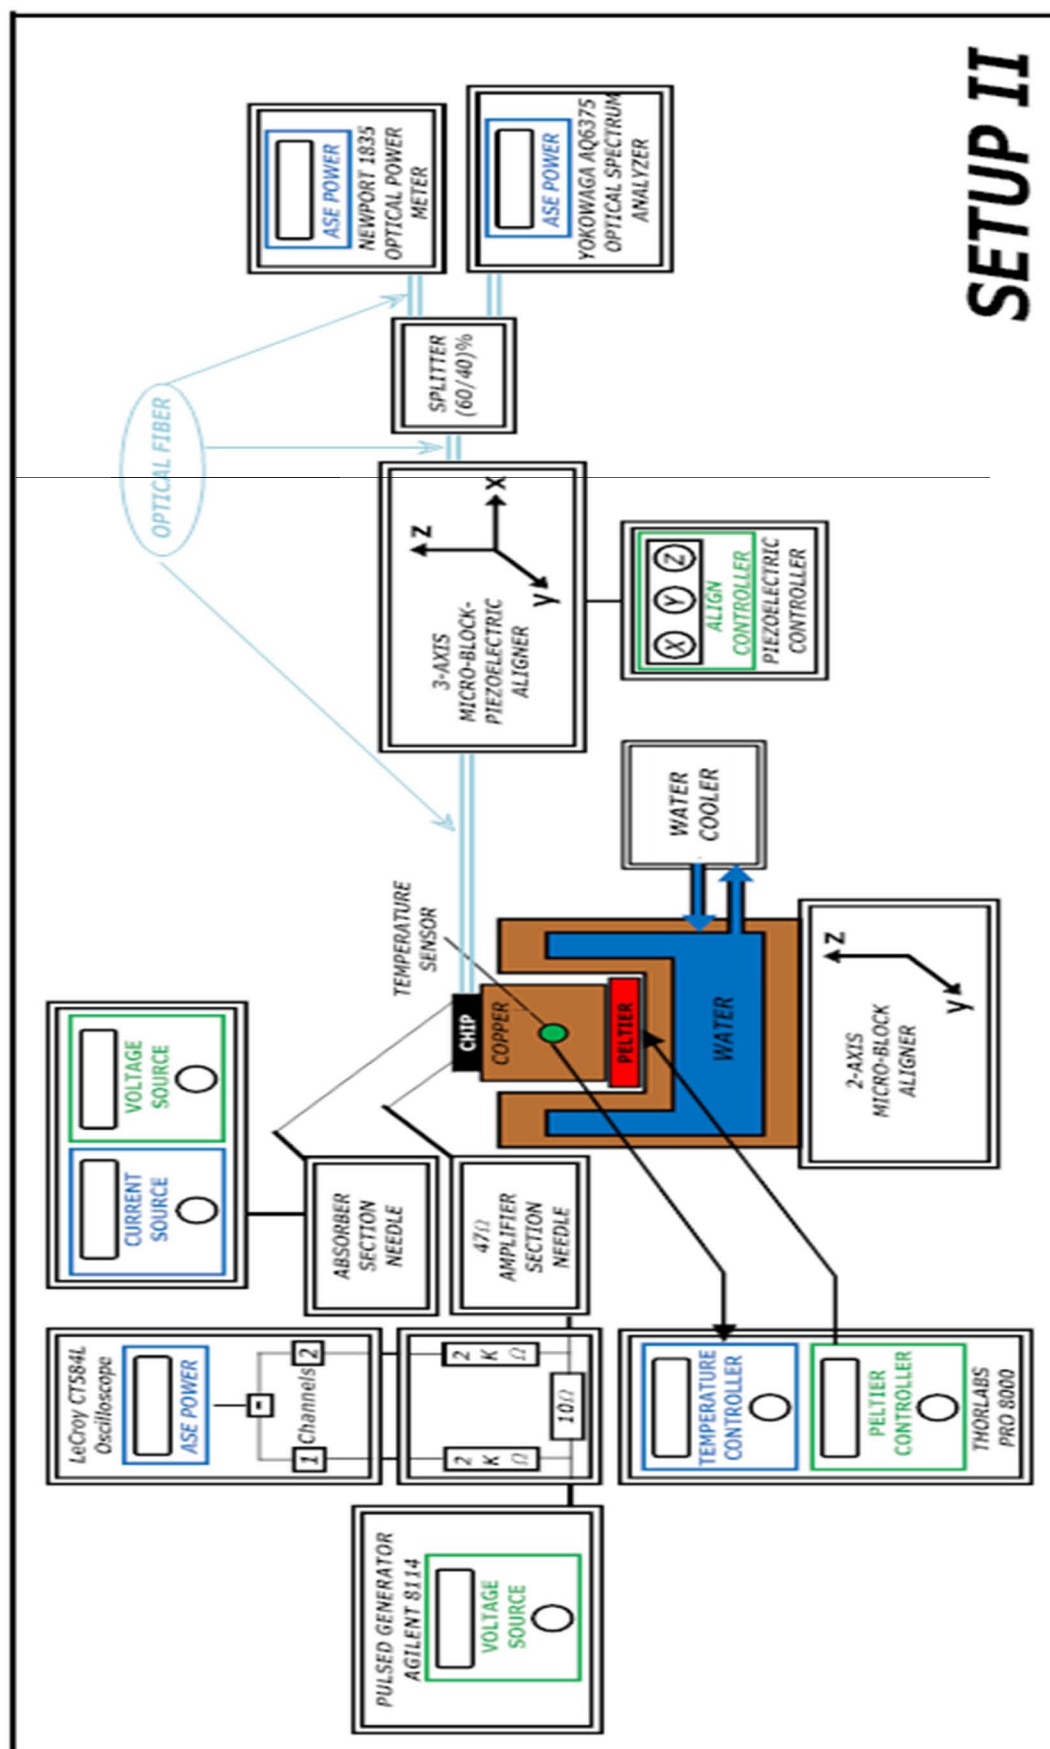 LeCroy CT584L
Oscilloscope
ASE POWER
-
1
Channels
2
CURRENT
SOURCE
VOLTAGE
SOURCE
OPTICAL FIBER
ASE POWER
NEWPORT 1835
OPTICAL POWER
METER
ASE POWER
YOKOWAGA AQ6375
OPTICAL SPECTRUM
ANALYZER
SPLITTER
(60/40)%
PULSED GENERATOR
AGILENT 8114
VOLTAGE
SOURCE
2
K
Ω
2
K
Ω
10Ω
ABSORBER
SECTION
NEEDLE
47Ω
AMPLIFIER
SECTION
NEEDLE
TEMPERATURE
SENSOR
CHIP
COPPER
PELTIER
WATER
3-AXIS
MICRO-BLOCK-
PIEZOELECTRIC
ALIGNER
Z
X
y
X Y Z
ALIGN
CONTROLLER
PIEZOELECTRIC
CONTROLLER
WATER
COOLER
TEMPERATURE
CONTROLLER
PELTIER
CONTROLLER
THORLABS
PRO 8000
2-AXIS
MICRO-BLOCK
ALIGNER
Z
y
SETUP II